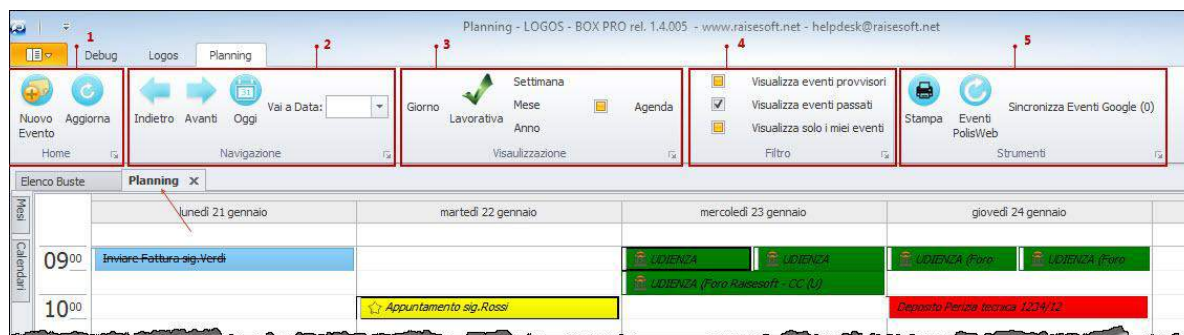 Planning - LOGOS - BOX PRO rel. 1.4.005 - www.raisesoft.net - helpdesk@raisesoft.net
1 2 3 4 5
Debug Logos Planning
Nuovo Evento Aggiorna
Home
Indietro Avanti Oggi Vai a Data:
Navigazione
Giorno Lavorativa Settimana Mese Anno Agenda
Visaulizzazione
Visualizza eventi provvisori
Visualizza eventi passati
Visualizza solo i miei eventi
Filtro
Stampa Eventi PolisWeb Sincronizza Eventi Google (0)
Strumenti
Elenco Buste Planning X
Mesi
Calendari
lunedì 21 gennaio martedì 22 gennaio mercoledì 23 gennaio giovedì 24 gennaio
09 00 Inviare Fattura sig.Verdi UDIENZA UDIENZA UDIENZA (Foro UDIENZA (Foro
UDIENZA (Foro Raisesoft - CC (U)
10 00 Appuntamento sig.Rossi Deposito Perizia tecnica 1234/12